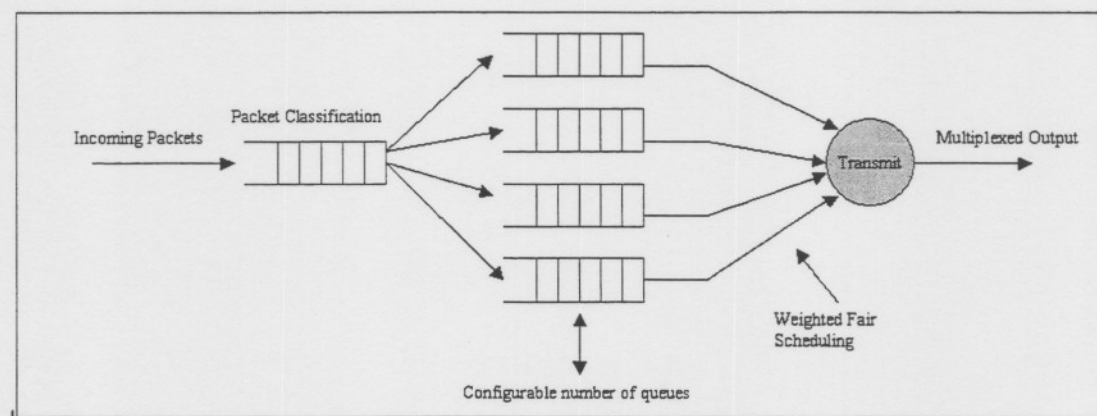 Packet Classification
Incoming Packets
Transmit
Multiplexed Output
Weighted Fair
Scheduling
Configurable number of queues